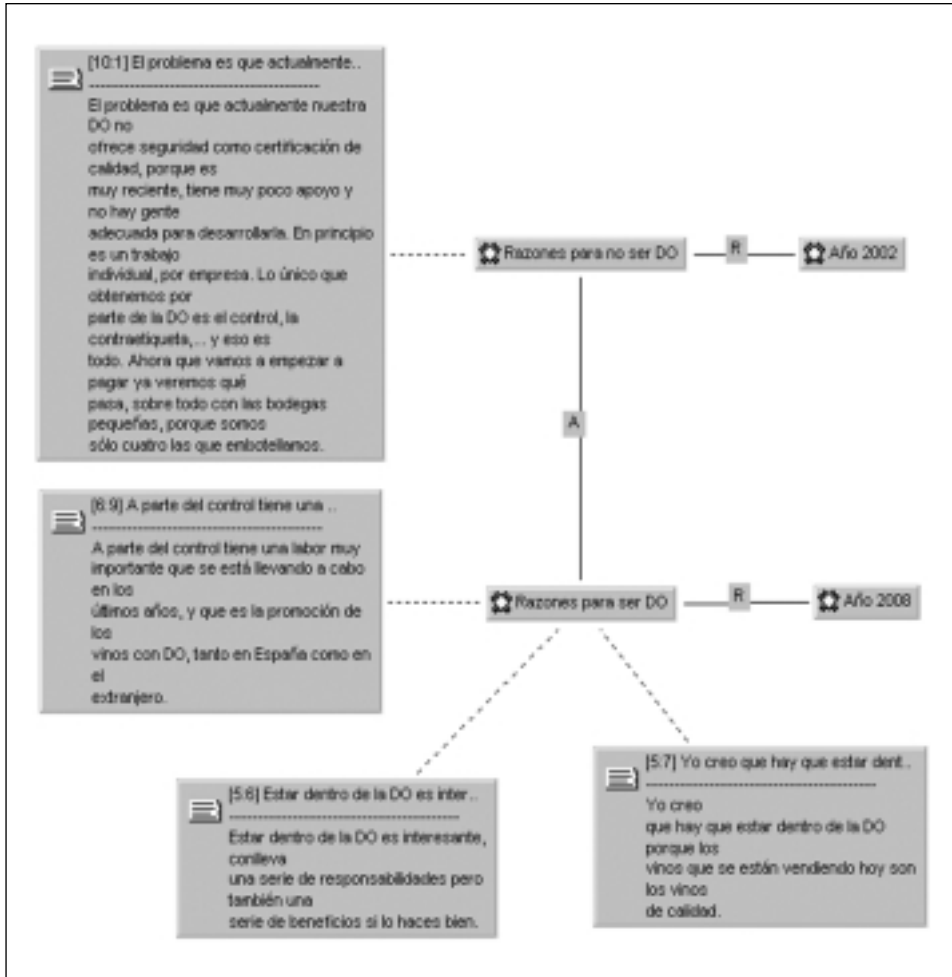 [10:1] El problema es que actualmente..
------------------------------------------
El problema es que actualmente nuestra
DO no
ofrece seguridad como certificación de
calidad, porque es
muy reciente, tiene muy poco apoyo y
no hay gente
adecuada para desarrollarla. En principio
es un trabajo
individual, por empresa. Lo único que
obtenemos por
parte de la DO es el control, la
contraetiqueta,... y eso es
todo. Ahora que vamos a empezar a
pagar ya veremos qué
pasa, sobre todo con las bodegas
pequeñas, porque somos
sólo cuatro las que embotellamos.
Razones para no ser DO
R
Año 2002
A
[6:9] A parte del control tiene una ..
------------------------------------------
A parte del control tiene una labor muy
importante que se está llevando a cabo
en los
últimos años, y que es la promoción de
los
vinos con DO, tanto en España como en
el
extranjero.
Razones para ser DO
R
Año 2008
[5:6] Estar dentro de la DO es inter..
------------------------------------------
Estar dentro de la DO es interesante,
conlleva
una serie de responsabilidades pero
también una
serie de beneficios si lo haces bien.
[5:7] Yo creo que hay que estar dent..
------------------------------------------
Yo creo
que hay que estar dentro de la DO
porque los
vinos que se están vendiendo hoy son
los vinos
de calidad.